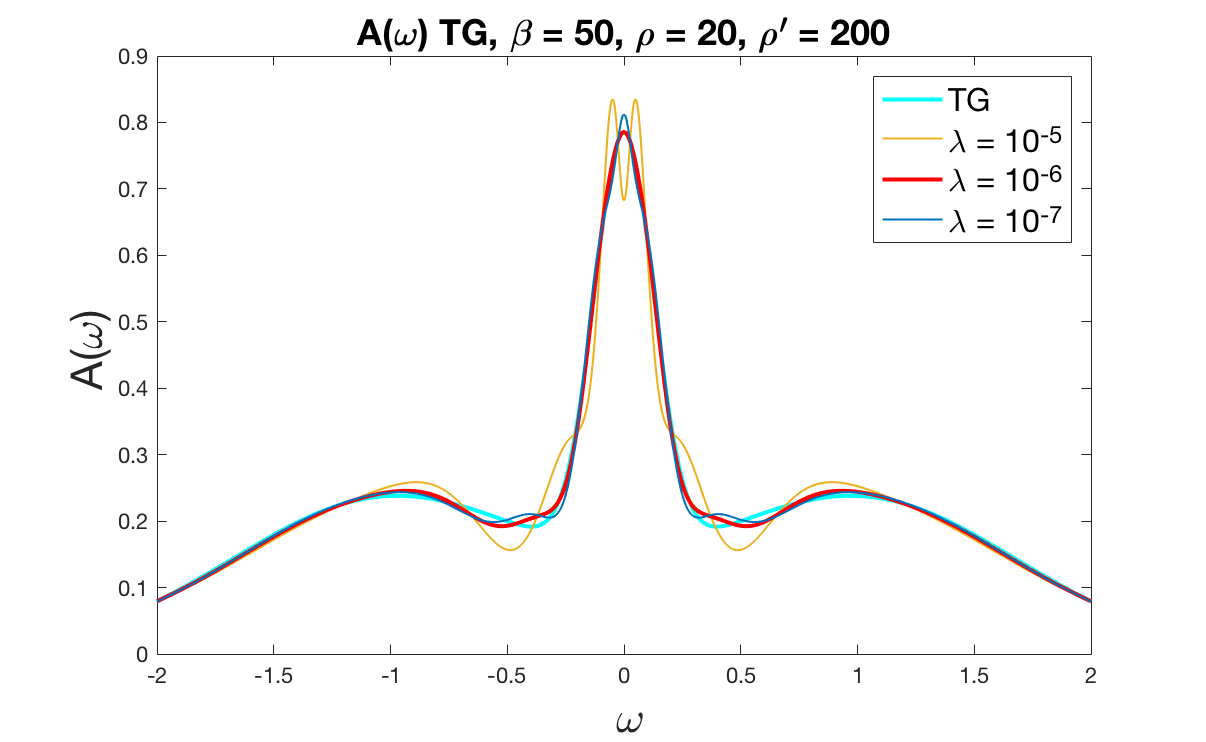 A(ω) TG, β = 50, ρ = 20, ρ′ = 200
0.9
0.8
0.7
0.6
0.5
0.4
0.3
0.2
0.1
0
A(ω)
TG
λ = 10⁻⁵
λ = 10⁻⁶
λ = 10⁻⁷
-2 -1.5 -1 -0.5 0 0.5 1 1.5 2
ω